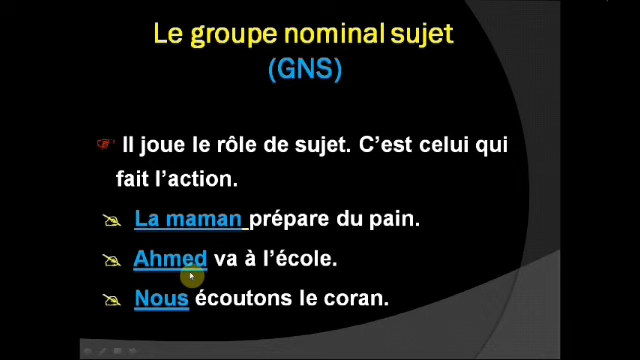 Le groupe nominal sujet
(GNS)
Il joue le rôle de sujet. C’est celui qui
fait l’action.
La maman prépare du pain.
Ahmed va à l’école.
Nous écoutons le coran.